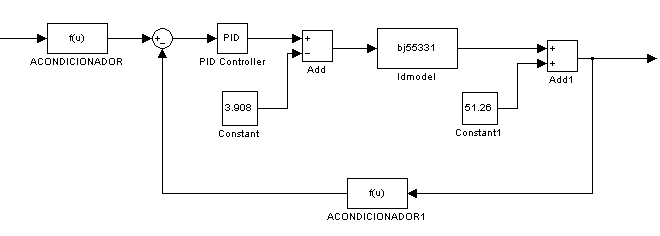 f(u)
ACONDICIONADOR
+
−
PID
PID Controller
+
−
Add
3.908
Constant
bj55331
Idmodel
51.26
Constant1
+
+
Add1
f(u)
ACONDICIONADOR1